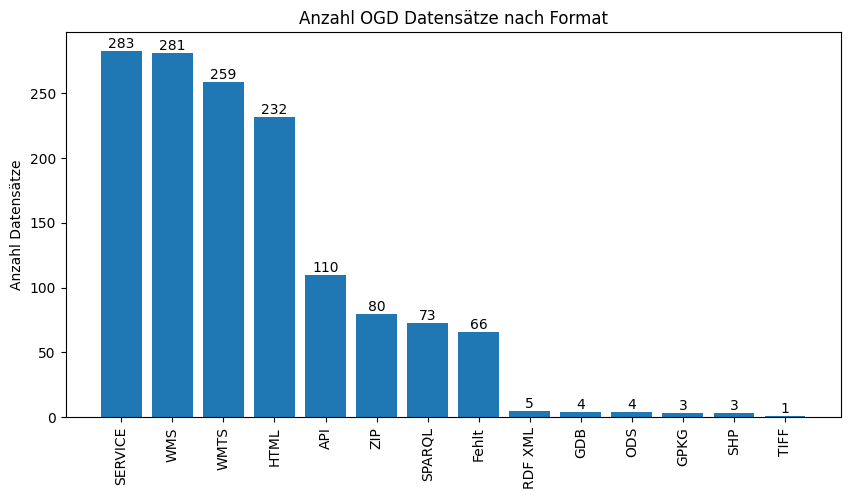 Anzahl OGD Datensätze nach Format
Anzahl Datensätze
250
200
150
100
50
0
283
281
259
232
110
80
73
66
5
4
4
3
3
1
SERVICE
WMS
WMTS
HTML
API
ZIP
SPARQL
Fehlt
RDF XML
GDB
ODS
GPKG
SHP
TIFF